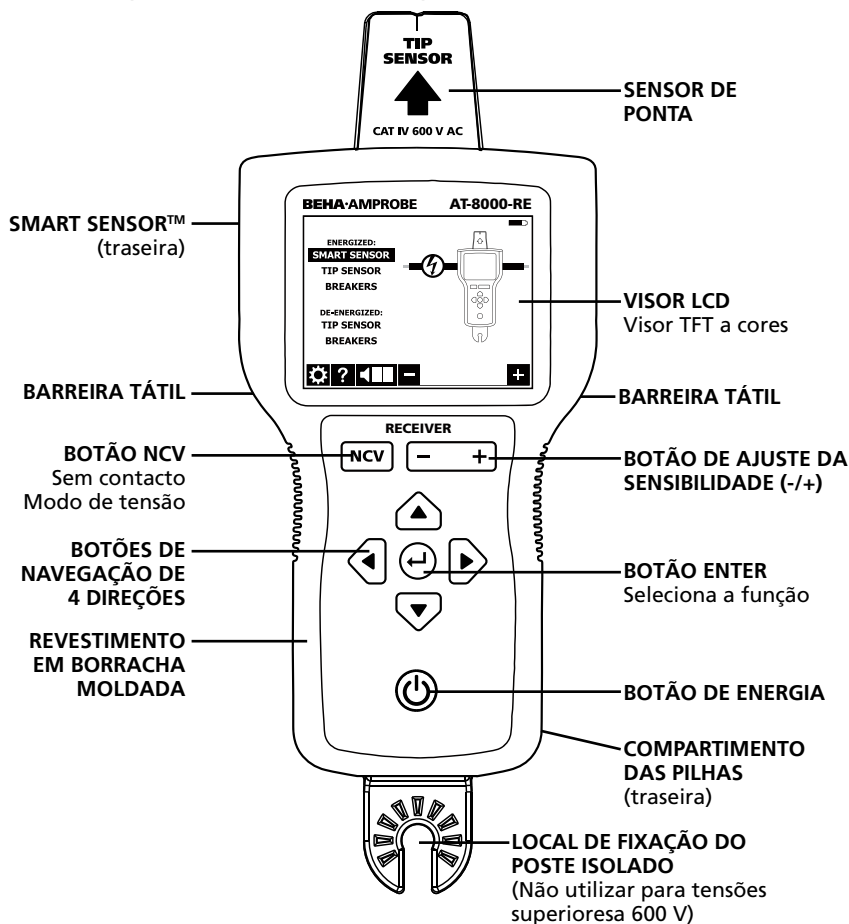 TIP
SENSOR
CAT IV 600 V AC
SENSOR DE
PONTA
SMART SENSOR™
(traseira)
BEHA·AMPROBE AT-8000-RE
ENERGIZED:
SMART SENSOR
TIP SENSOR
BREAKERS
DE-ENERGIZED:
TIP SENSOR
BREAKERS
? − +
VISOR LCD
Visor TFT a cores
BARREIRA TÁTIL
BARREIRA TÁTIL
RECEIVER
NCV − +
BOTÃO NCV
Sem contacto
Modo de tensão
BOTÃO DE AJUSTE DA
SENSIBILIDADE (-/+)
BOTÕES DE
NAVEGAÇÃO DE
4 DIREÇÕES
BOTÃO ENTER
Seleciona a função
REVESTIMENTO
EM BORRACHA
MOLDADA
BOTÃO DE ENERGIA
COMPARTIMENTO
DAS PILHAS
(traseira)
LOCAL DE FIXAÇÃO DO
POSTE ISOLADO
(Não utilizar para tensões
superioresa 600 V)